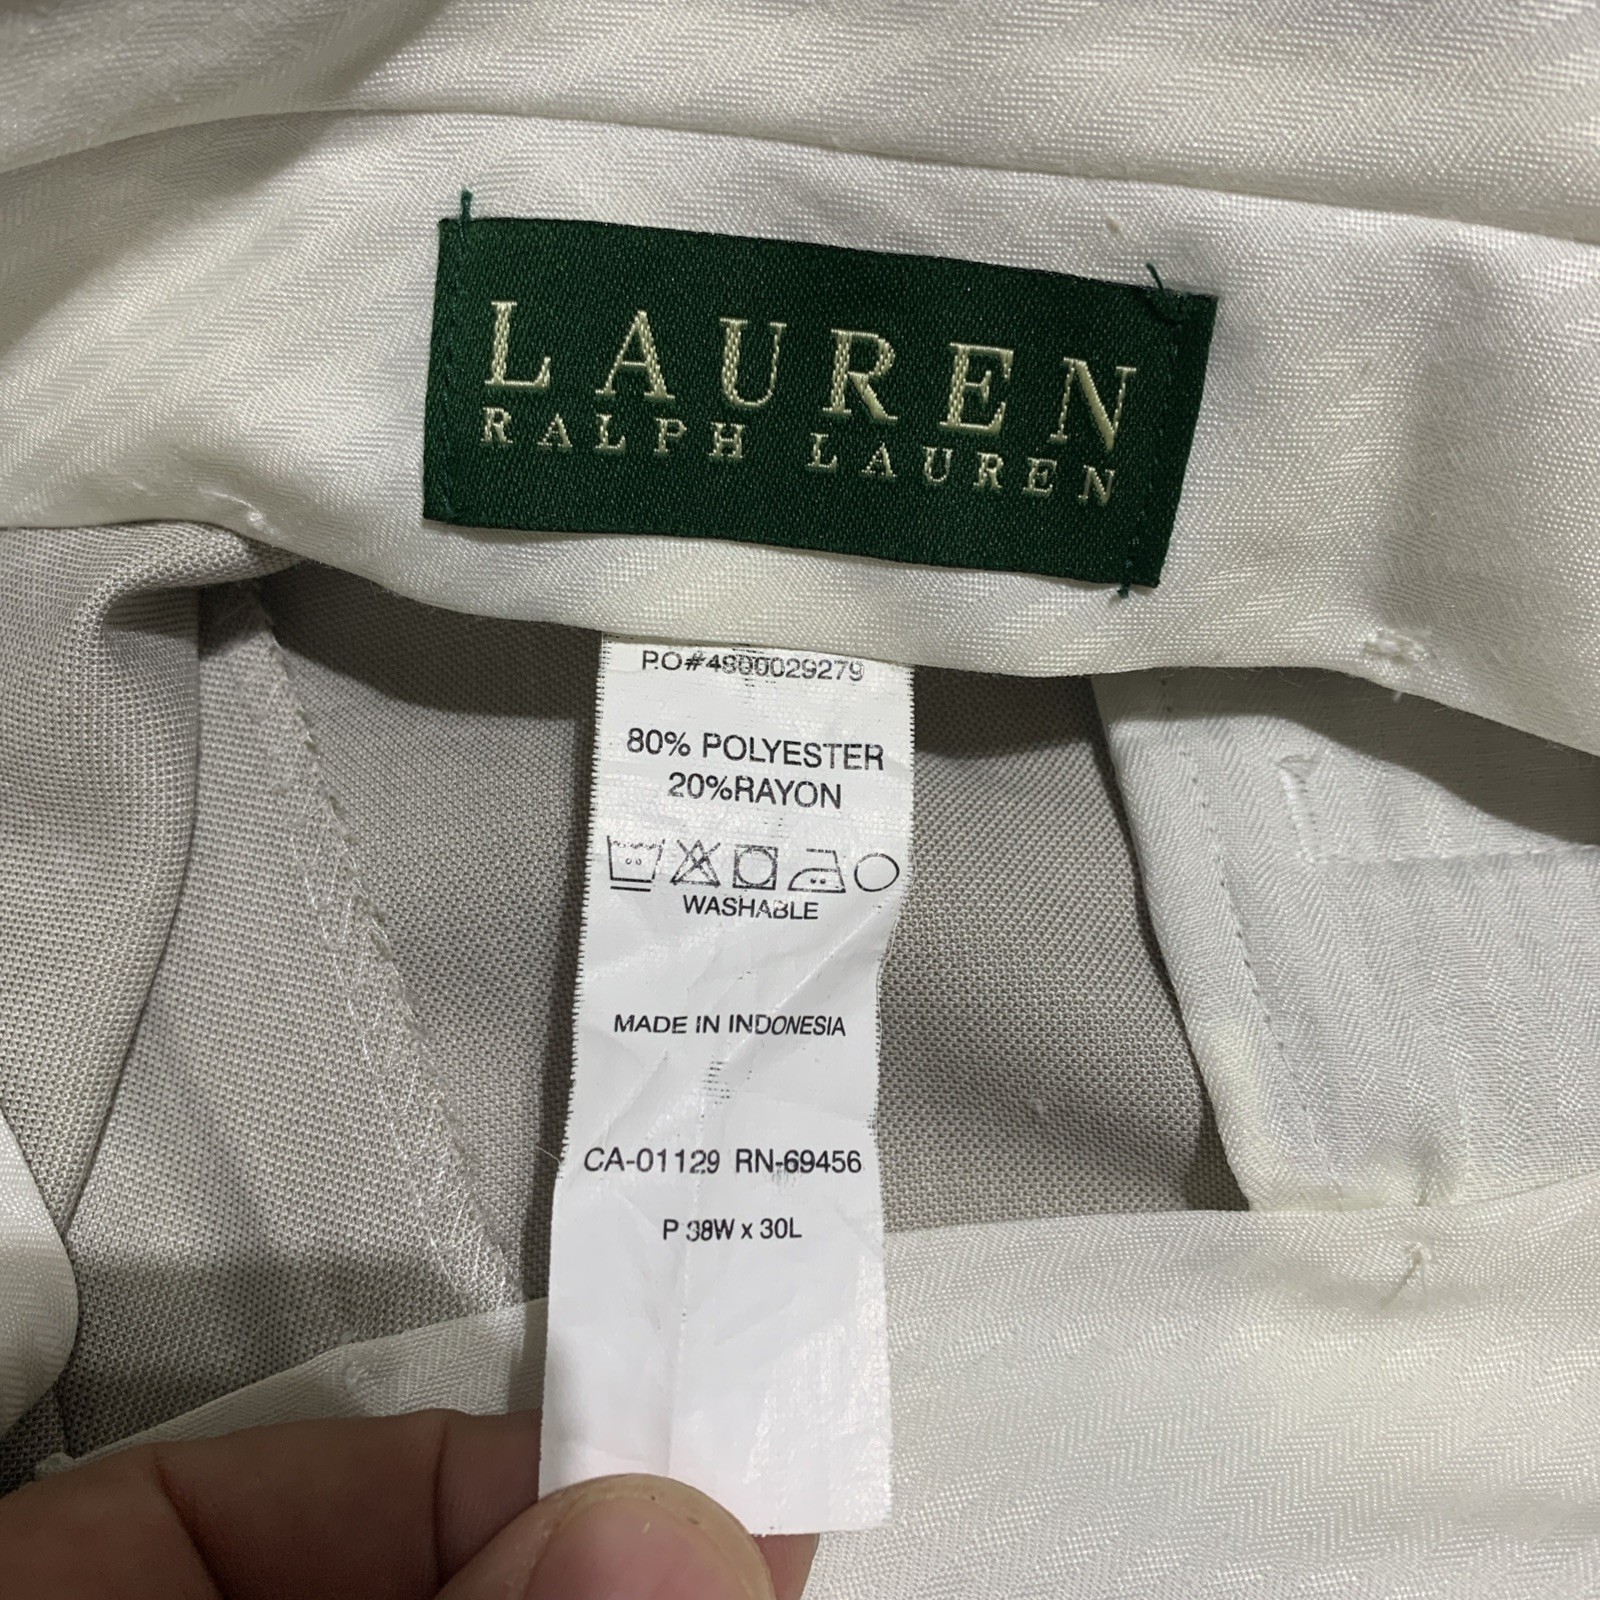 LAUREN
RALPH LAUREN
P.O#4800029279
80% POLYESTER
20%RAYON
WASHABLE
MADE IN INDONESIA
CA-01129 RN-69456
P 38W x 30L